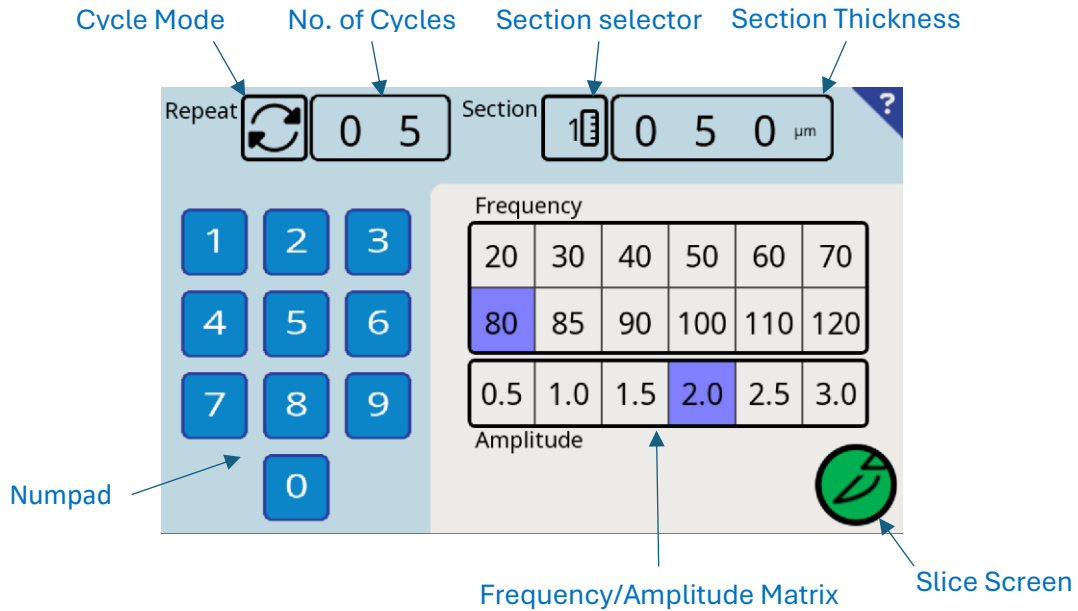 Cycle Mode No. of Cycles Section selector Section Thickness
Repeat 0 5 Section 1 0 5 0 µm ?
Frequency
1 2 3 20 30 40 50 60 70
4 5 6 80 85 90 100 110 120
7 8 9 0.5 1.0 1.5 2.0 2.5 3.0
Amplitude
Numpad 0
Slice Screen
Frequency/Amplitude Matrix